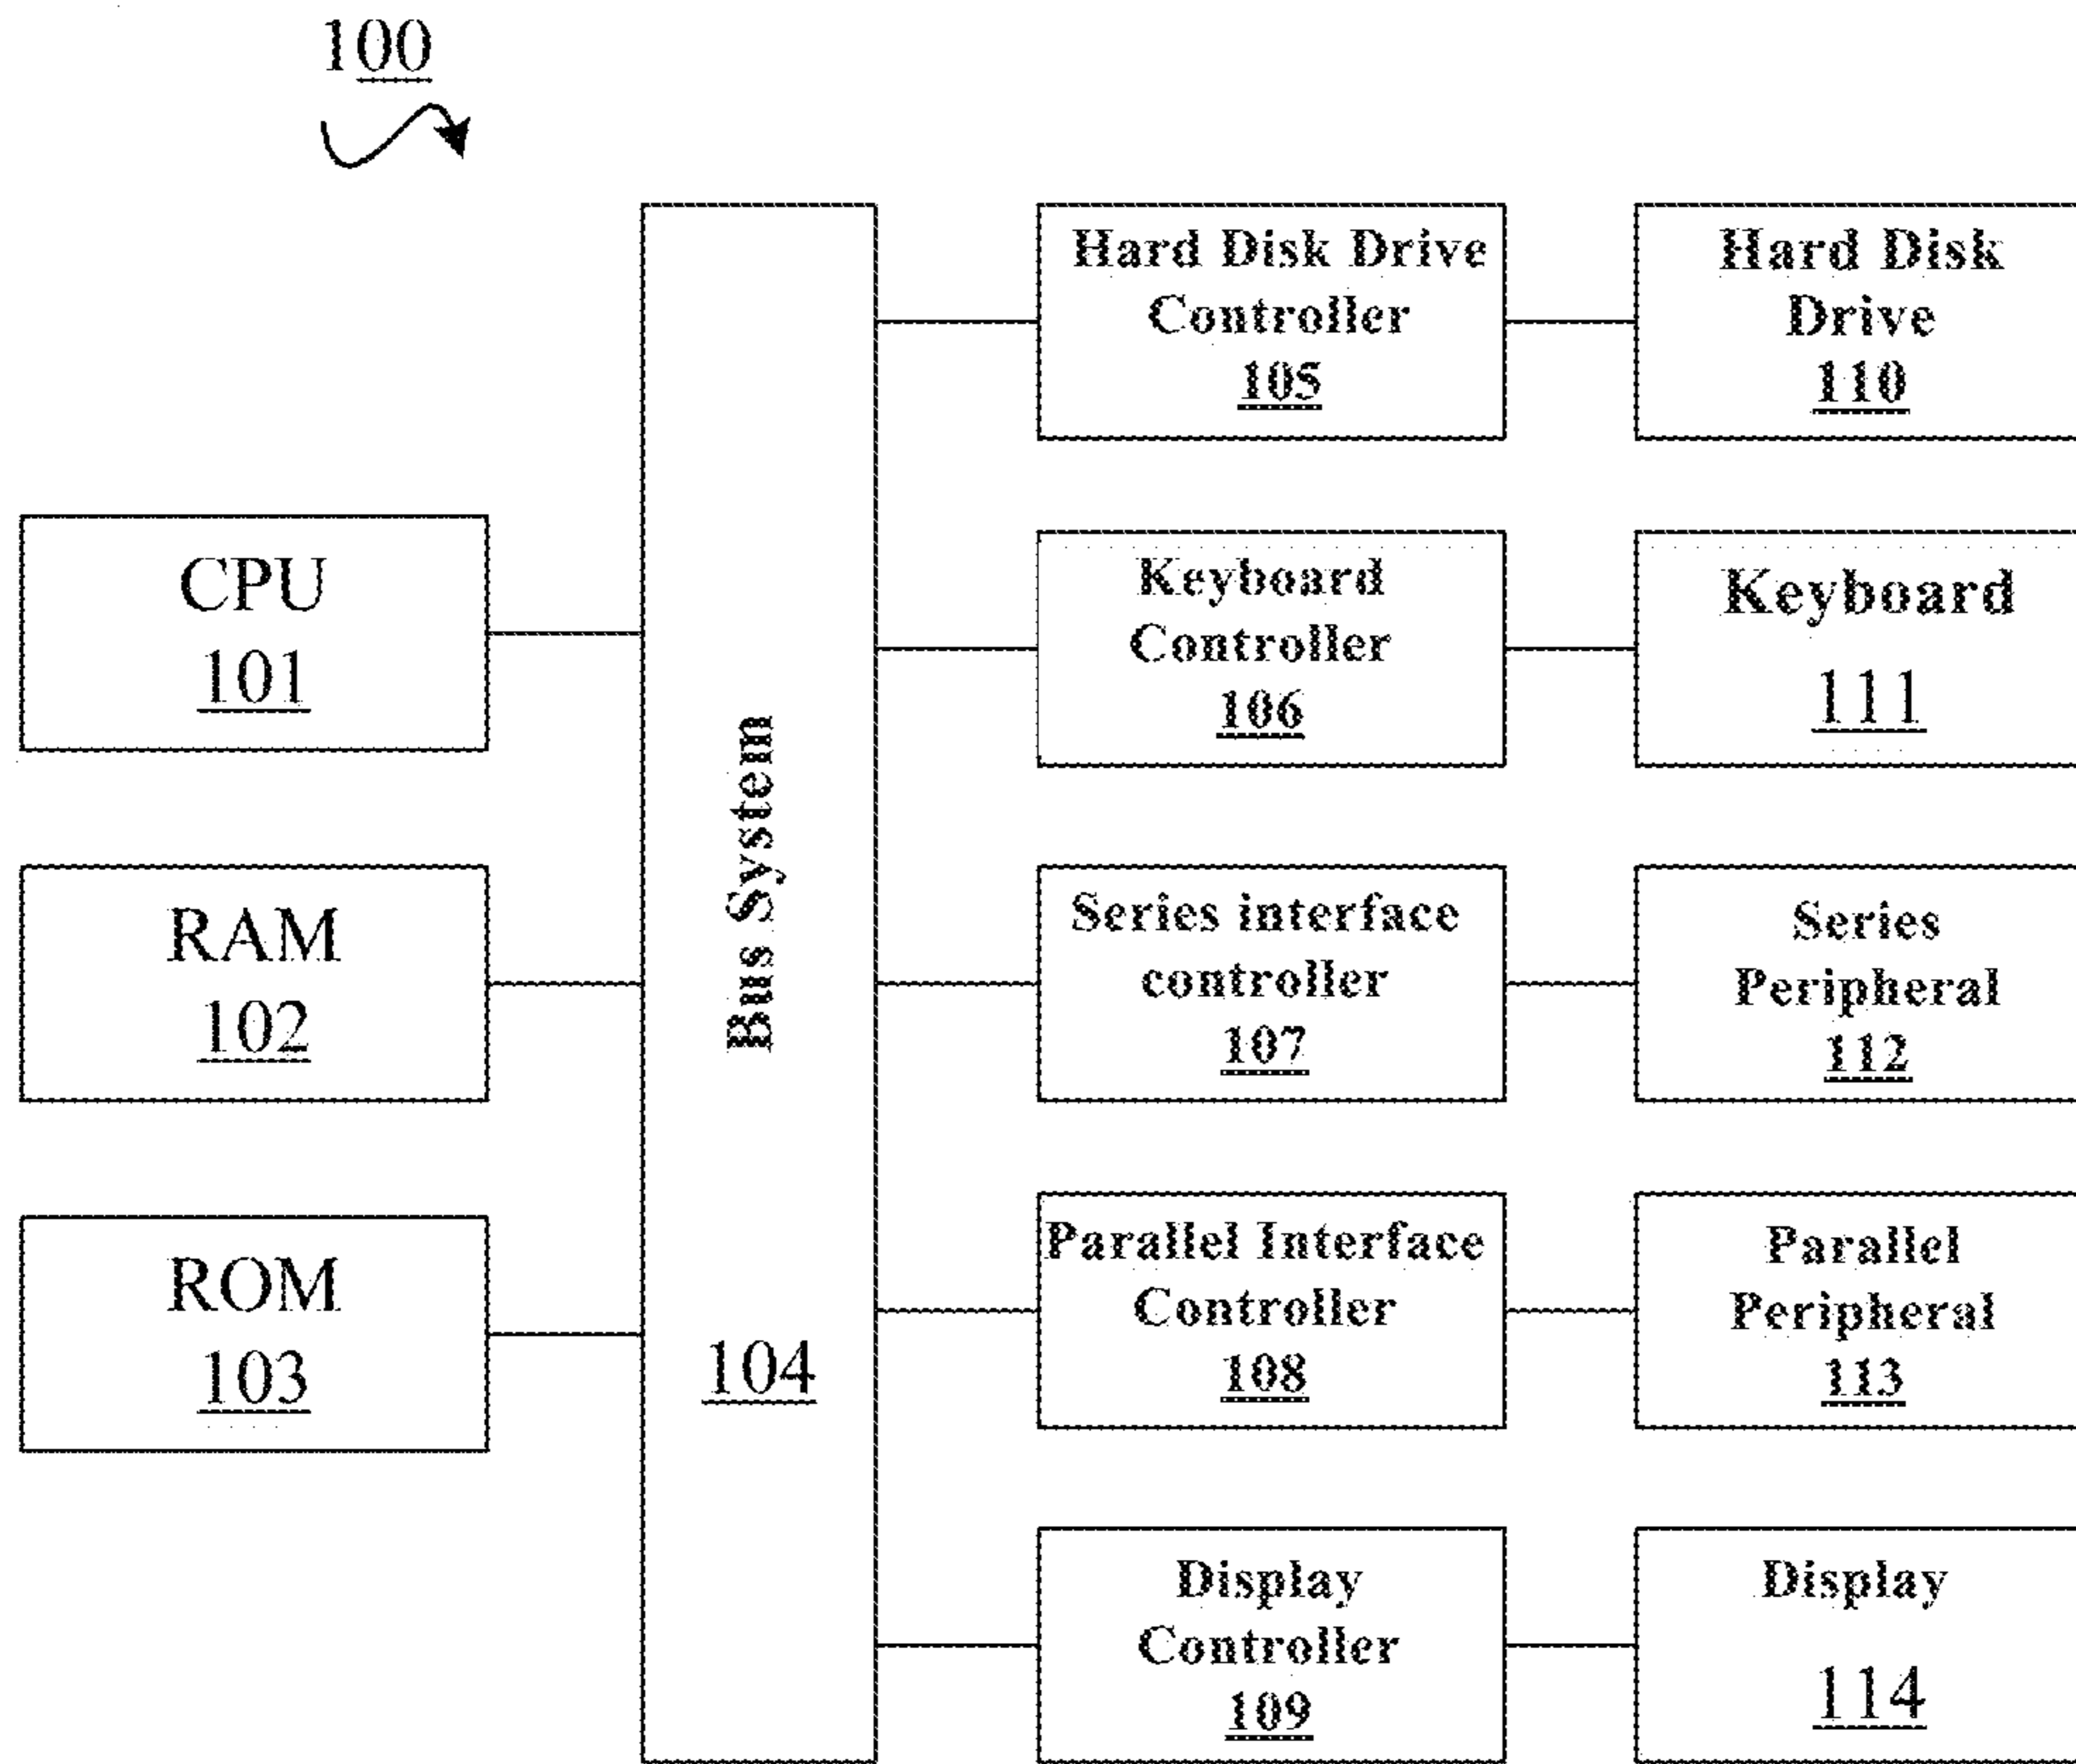 100
Hard Disk Drive
Controller
105
Hard Disk
Drive
110
CPU
101
Keyboard
Controller
106
Keyboard
111
Bus System
104
RAM
102
Series interface
controller
107
Series
Peripheral
112
ROM
103
Parallel Interface
Controller
108
Parallel
Peripheral
113
Display
Controller
109
Display
114